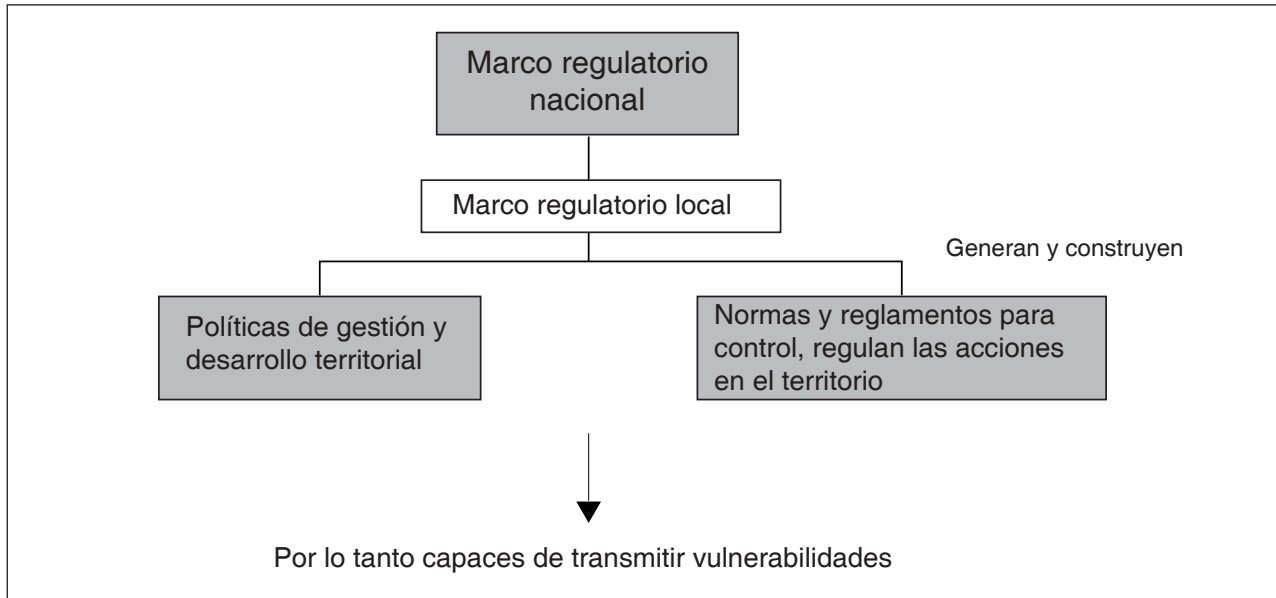 Marco regulatorio
nacional
Marco regulatorio local
Generan y construyen
Políticas de gestión y
desarrollo territorial
Normas y reglamentos para
control, regulan las acciones
en el territorio
Por lo tanto capaces de transmitir vulnerabilidades